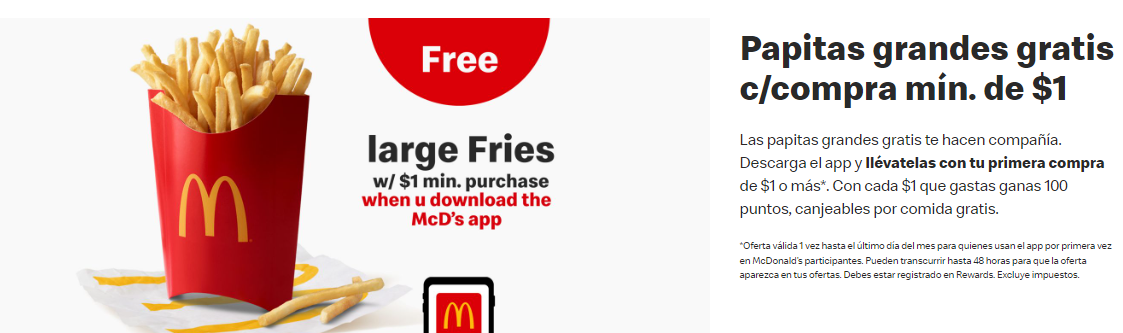 Free
large Fries
w/ $1 min. purchase
when u download the
McD's app
Papitas grandes gratis
c/compra mín. de $1
Las papitas grandes gratis te hacen compañía.
Descarga el app y llévatelas con tu primera compra
de $1 o más*. Con cada $1 que gastas ganas 100
puntos, canjeables por comida gratis.
*Oferta válida 1 vez hasta el último día del mes para quienes usan el app por primera vez
en McDonald's participantes. Pueden transcurrir hasta 48 horas para que la oferta
aparezca en tus ofertas. Debes estar registrado en Rewards. Excluye impuestos.